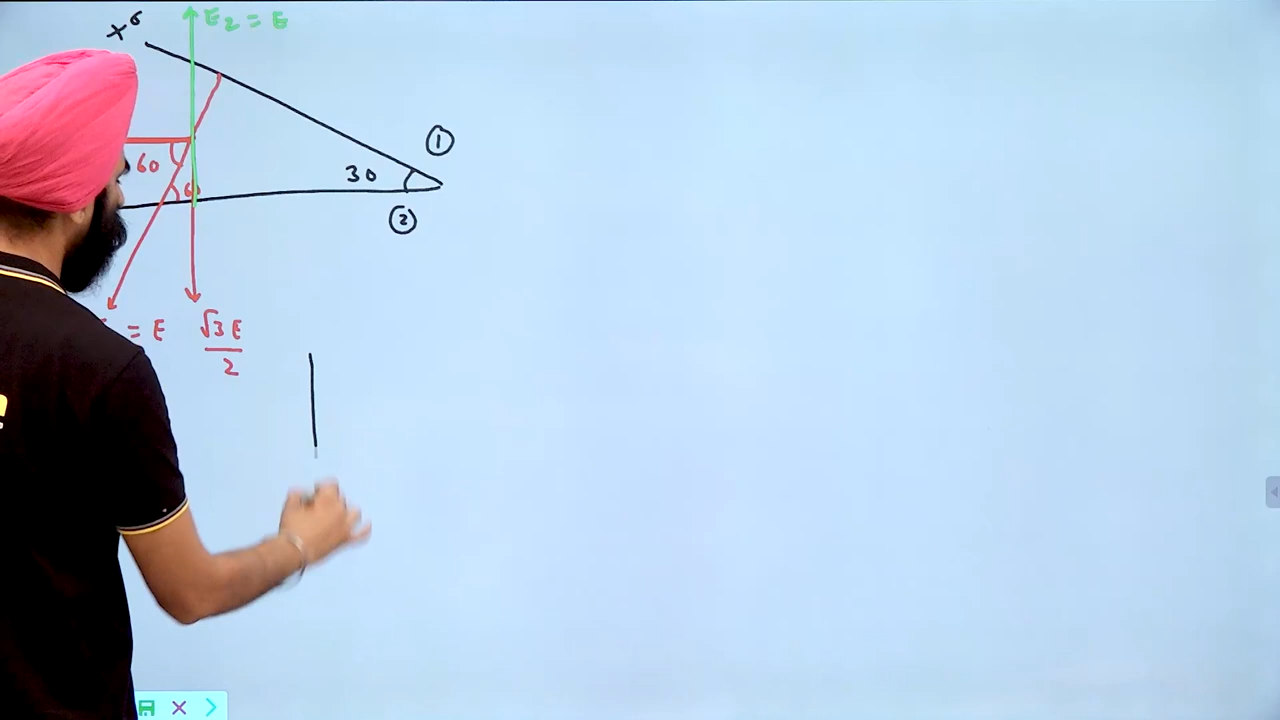 x σ
E₂ = E
①
30
60
60
②
= E
√3 E
2